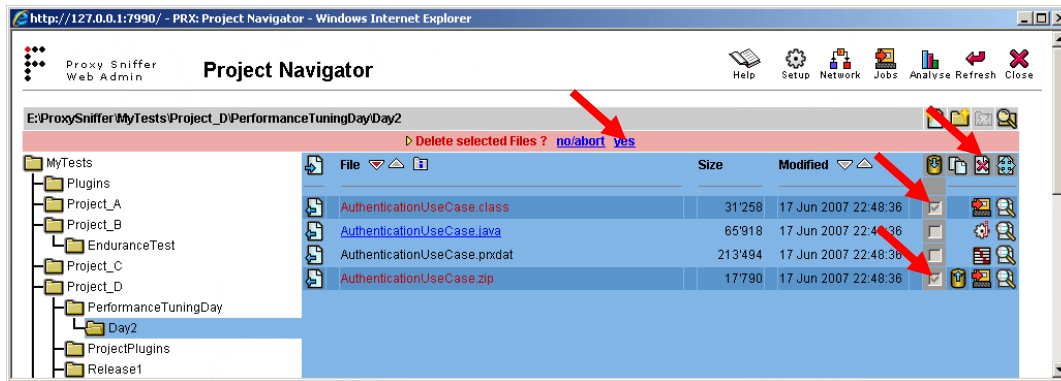 http://127.0.0.1:7990/ - PRX: Project Navigator - Windows Internet Explorer
Proxy Sniffer
Web Admin
Project Navigator
Help Setup Network Jobs Analyse Refresh Close
E:\ProxySniffer\MyTests\Project_D\PerformanceTuningDay\Day2
Delete selected Files ? no/abort yes
MyTests
Plugins
Project_A
Project_B
EnduranceTest
Project_C
Project_D
PerformanceTuningDay
Day2
ProjectPlugins
Release1
File Size Modified
AuthenticationUseCase.class 31'258 17 Jun 2007 22:48:36
AuthenticationUseCase.java 65'918 17 Jun 2007 22:48:36
AuthenticationUseCase.prxdat 213'494 17 Jun 2007 22:48:36
AuthenticationUseCase.zip 17'790 17 Jun 2007 22:48:36